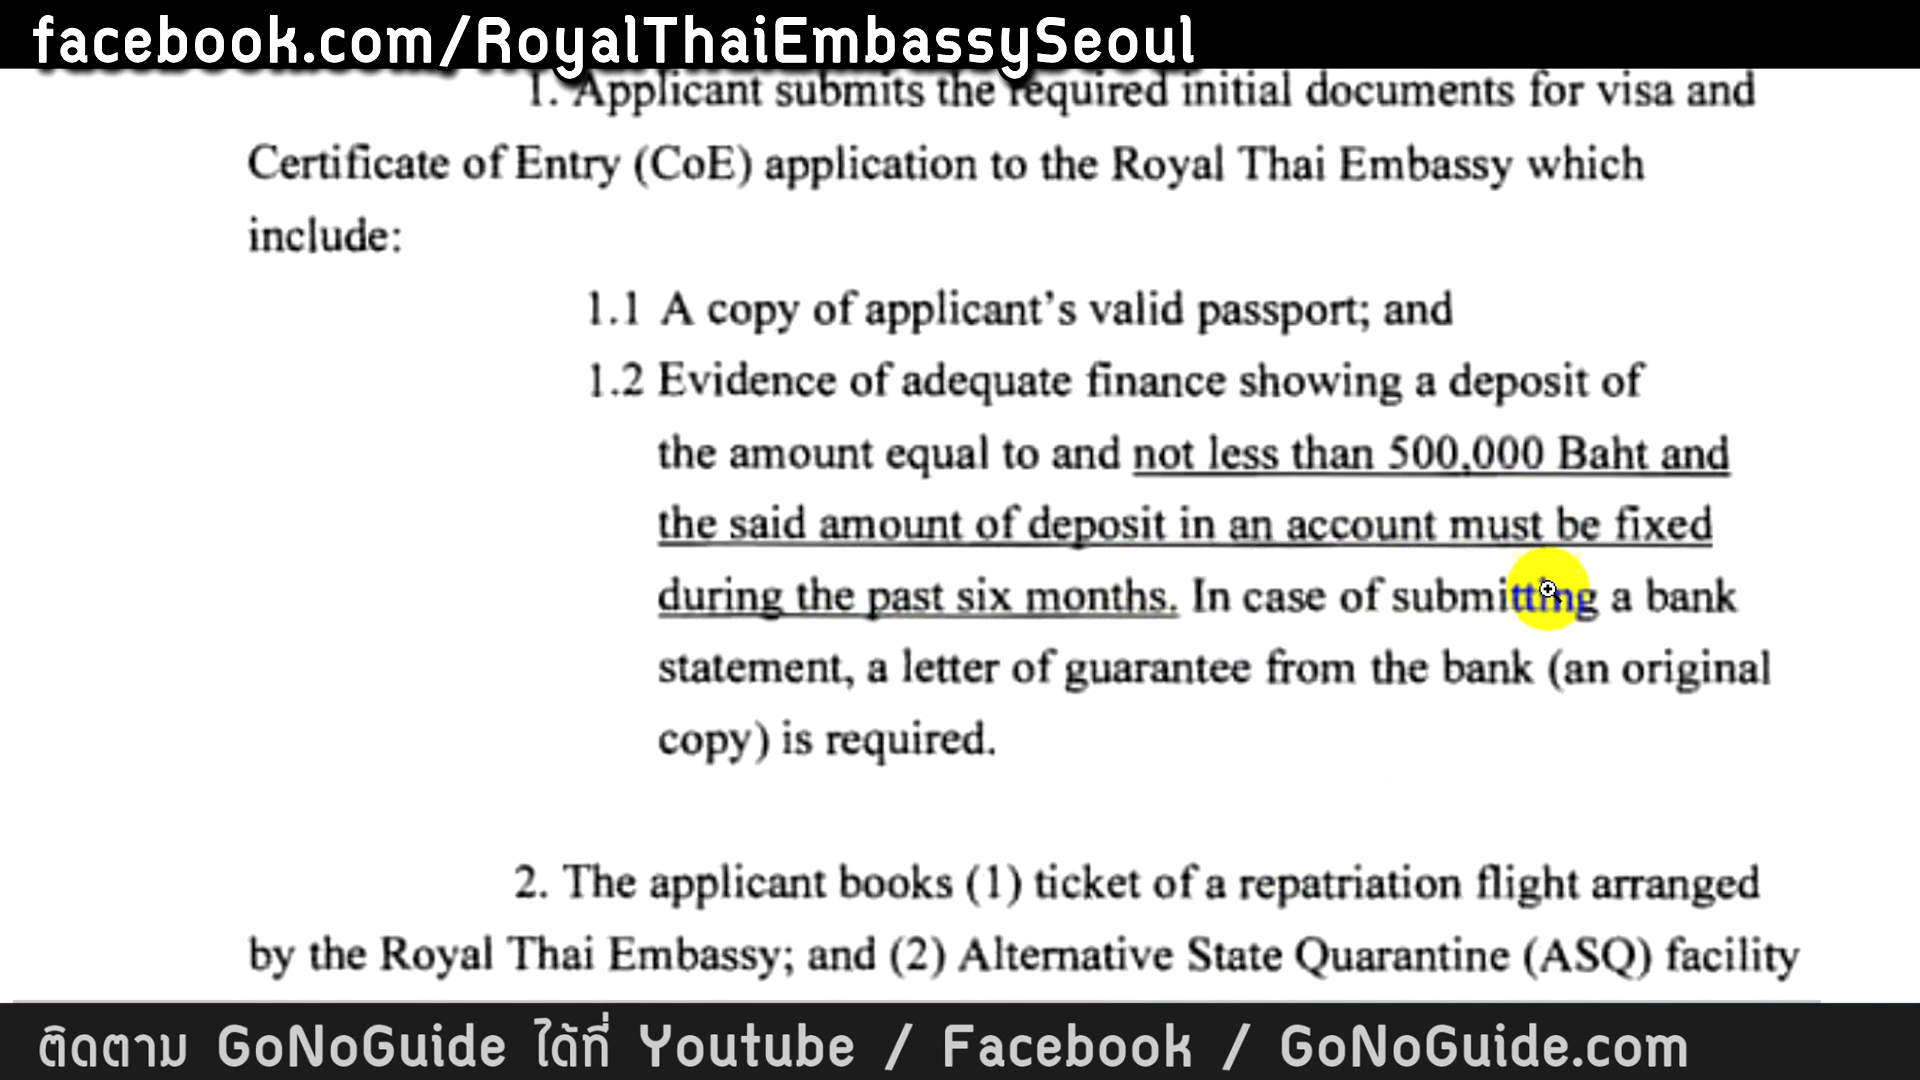 facebook.com/RoyalThaiEmbassySeoul
1. Applicant submits the required initial documents for visa and
Certificate of Entry (CoE) application to the Royal Thai Embassy which
include:
1.1 A copy of applicant's valid passport; and
1.2 Evidence of adequate finance showing a deposit of
the amount equal to and not less than 500,000 Baht and
the said amount of deposit in an account must be fixed
during the past six months. In case of submitting a bank
statement, a letter of guarantee from the bank (an original
copy) is required.
2. The applicant books (1) ticket of a repatriation flight arranged
by the Royal Thai Embassy; and (2) Alternative State Quarantine (ASQ) facility
ติดตาม GoNoGuide ได้ที่ Youtube / Facebook / GoNoGuide.com